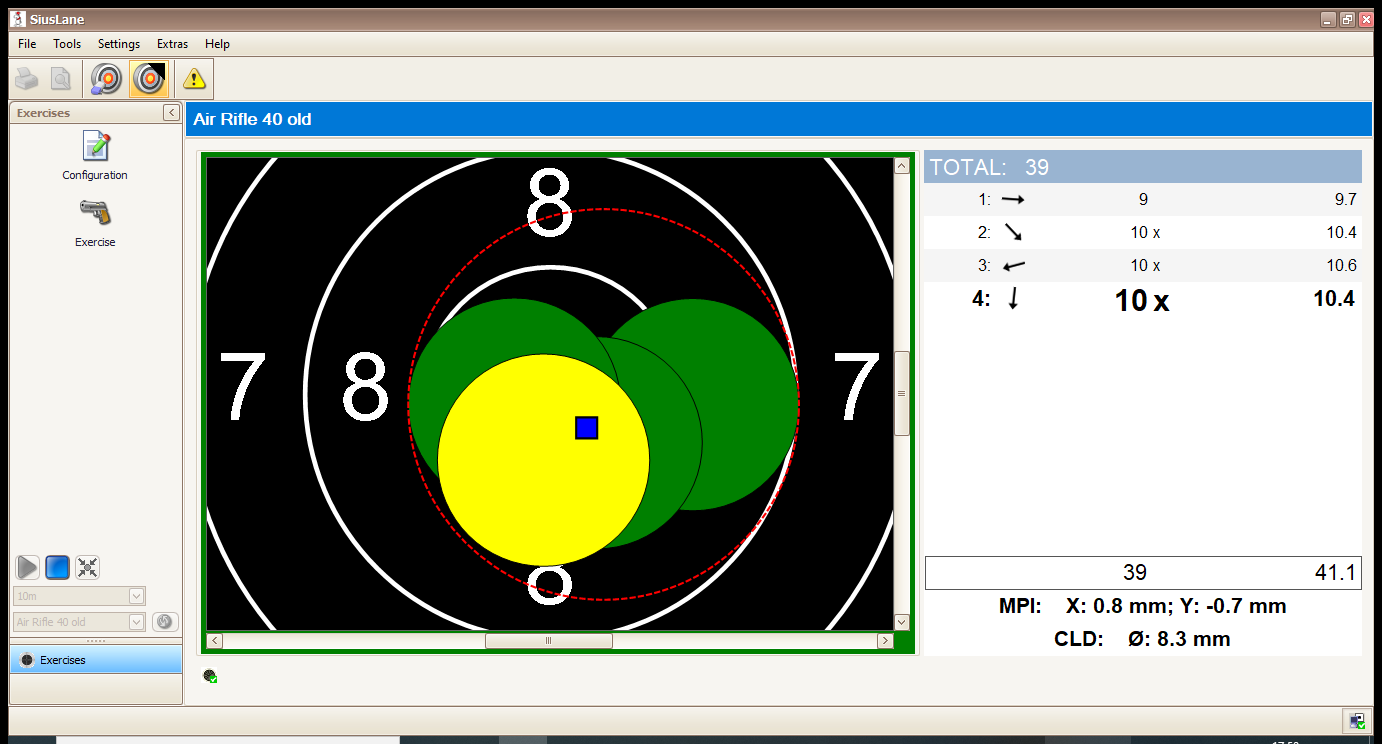 SiusLane
File Tools Settings Extras Help
Exercises
Configuration
Exercise
10m
Air Rifle 40 old
Exercises
Air Rifle 40 old
8
7 8 7
TOTAL: 39
1: 9 9.7
2: 10 x 10.4
3: 10 x 10.6
4: 10 x 10.4
39 41.1
MPI: X: 0.8 mm; Y: -0.7 mm
CLD: Ø: 8.3 mm